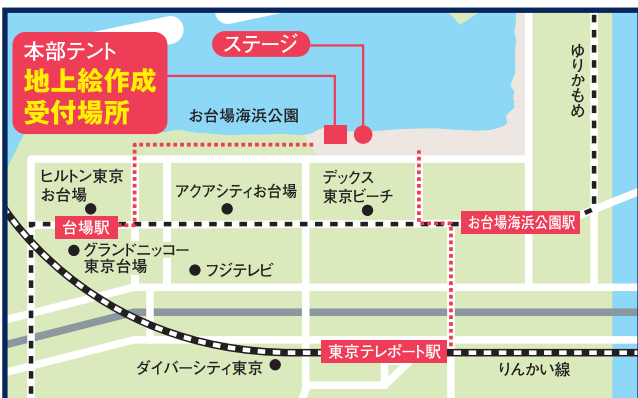 本部テント
地上絵作成
受付場所
ステージ
お台場海浜公園
ゆりかもめ
ヒルトン東京
お台場
アクアシティお台場
デックス
東京ビーチ
台場駅
お台場海浜公園駅
グランドニッコー
東京台場
フジテレビ
東京テレポート駅
ダイバーシティ東京
りんかい線